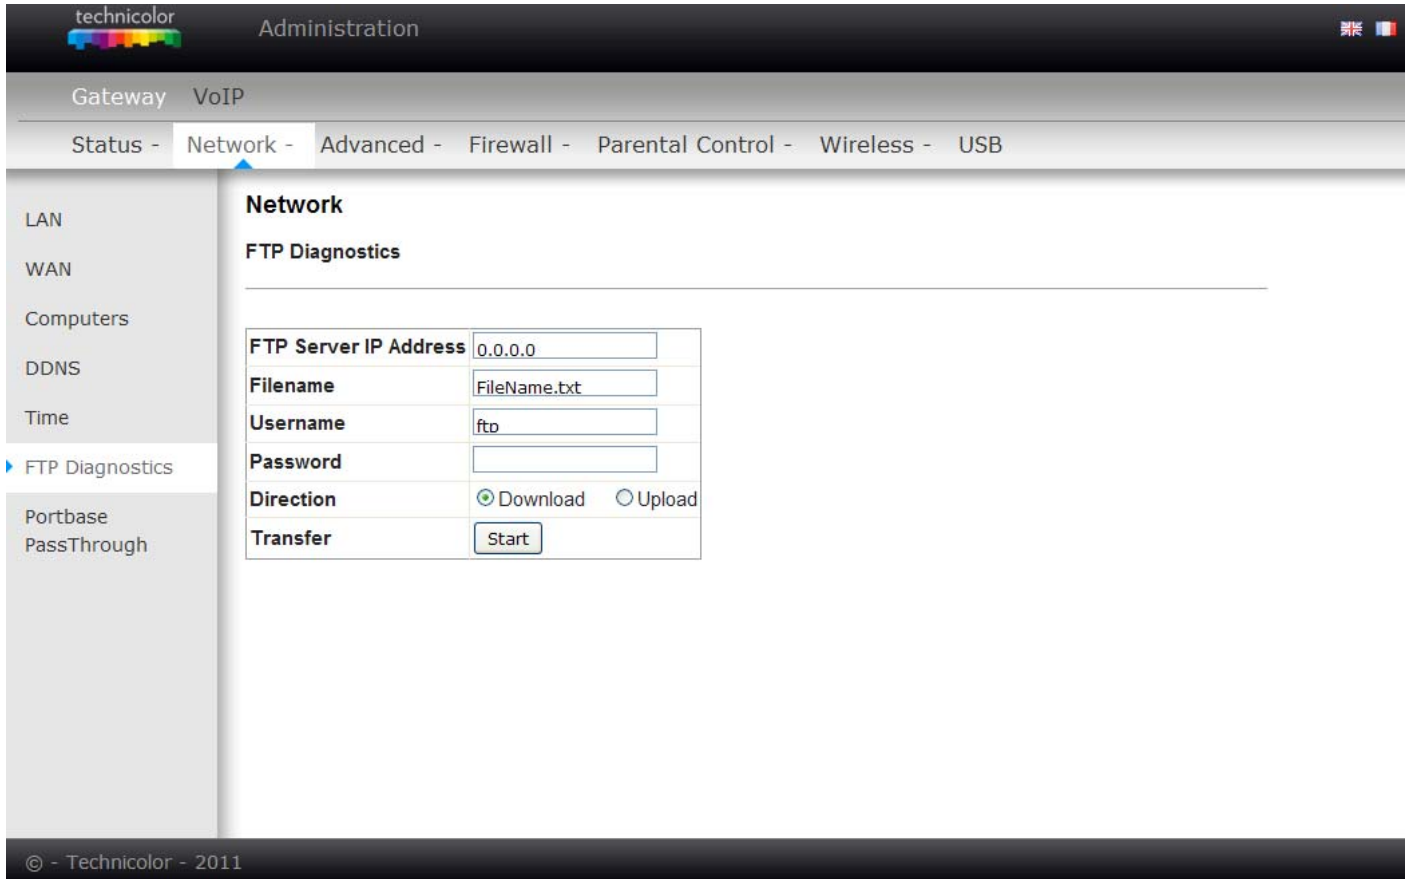 technicolor
Administration
Gateway VoIP
Status - Network - Advanced - Firewall - Parental Control - Wireless - USB
LAN
WAN
Computers
DDNS
Time
FTP Diagnostics
Portbase
PassThrough
Network
FTP Diagnostics
FTP Server IP Address 0.0.0.0
Filename FileName.txt
Username ftp
Password
Direction Download Upload
Transfer Start
© - Technicolor - 2011